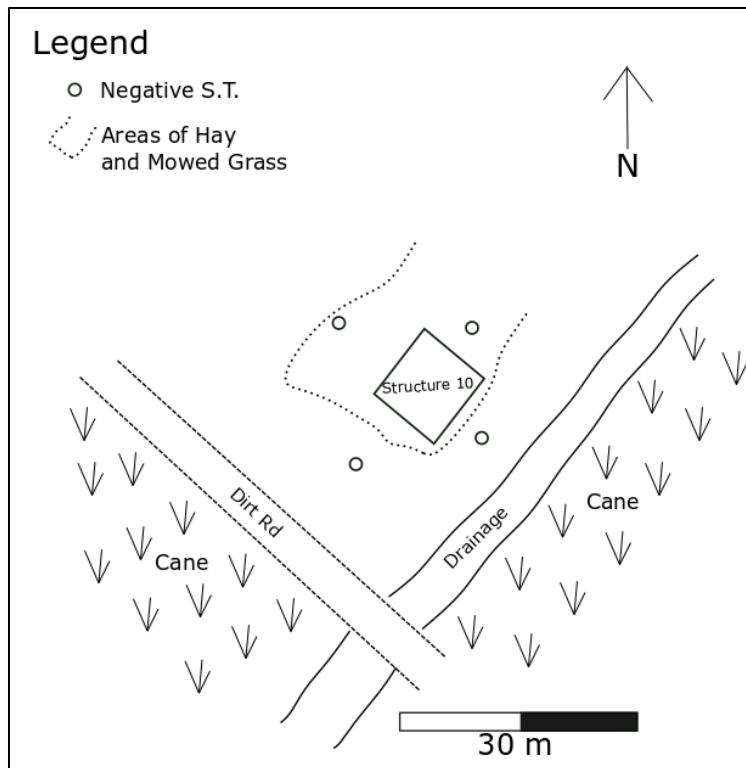 Legend
Negative S.T.
Areas of Hay
and Mowed Grass
N
Structure 10
Dirt Rd
Drainage
Cane
Cane
30 m